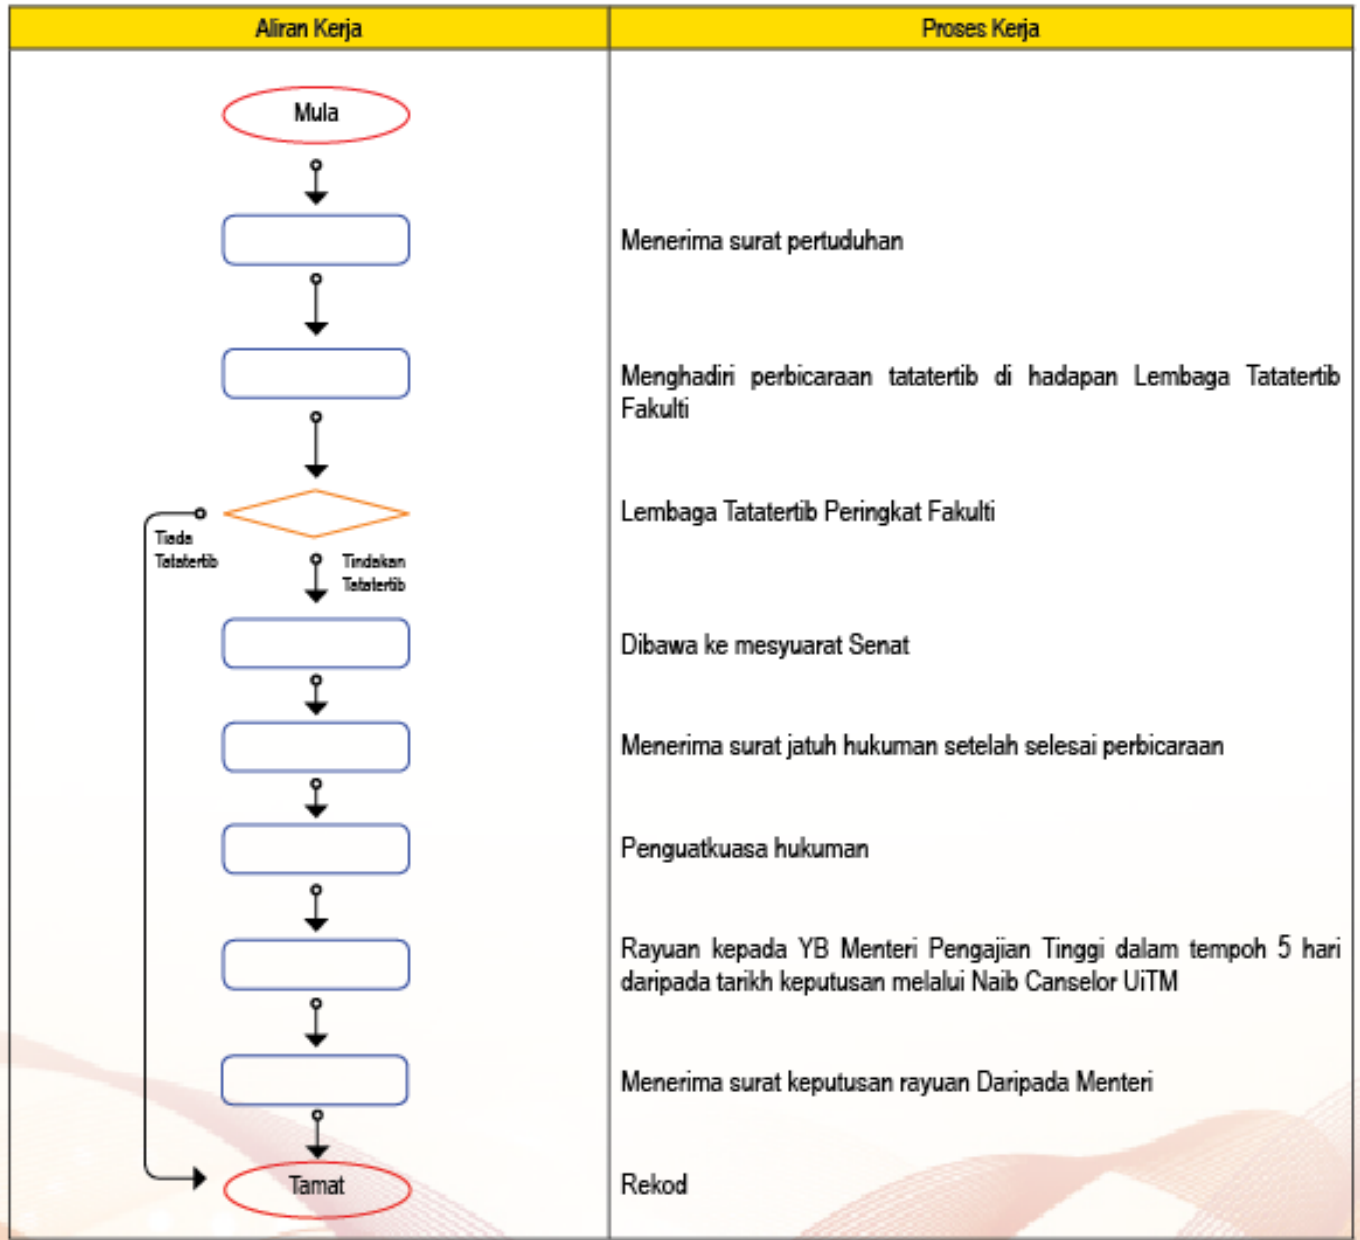 Aliran Kerja
Proses Kerja
Mula
Menerima surat pertuduhan
Menghadiri perbicaraan tatatertib di hadapan Lembaga Tatatertib
Fakulti
Lembaga Tatatertib Peringkat Fakulti
Tiada
Tatatertib
Tindakan
Tatatertib
Dibawa ke mesyuarat Senat
Menerima surat jatuh hukuman setelah selesai perbicaraan
Penguatkuasa hukuman
Rayuan kepada YB Menteri Pengajian Tinggi dalam tempoh 5 hari
daripada tarikh keputusan melalui Naib Canselor UiTM
Menerima surat keputusan rayuan Daripada Menteri
Tamat
Rekod